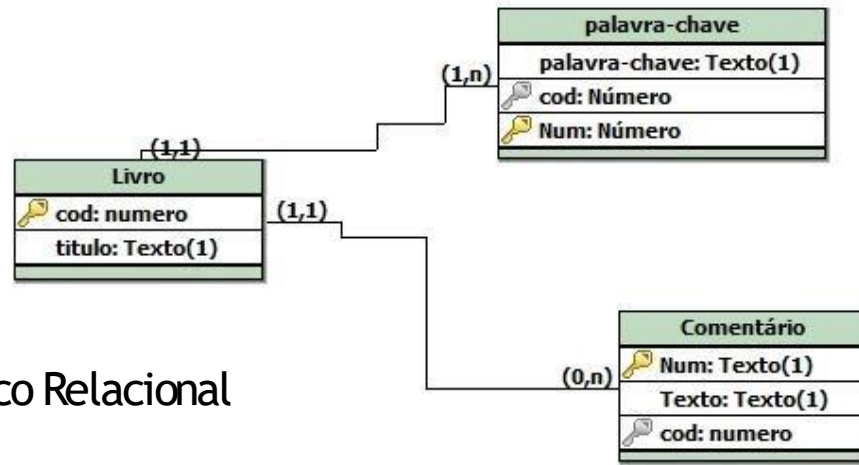 palavra-chave
palavra-chave: Texto(1)
(1,n)
cod: Número
Num: Número
(1,1)
Livro
cod: numero
(1,1)
titulo: Texto(1)
Comentário
Num: Texto(1)
(0,n)
Texto: Texto(1)
cod: numero
co Relacional